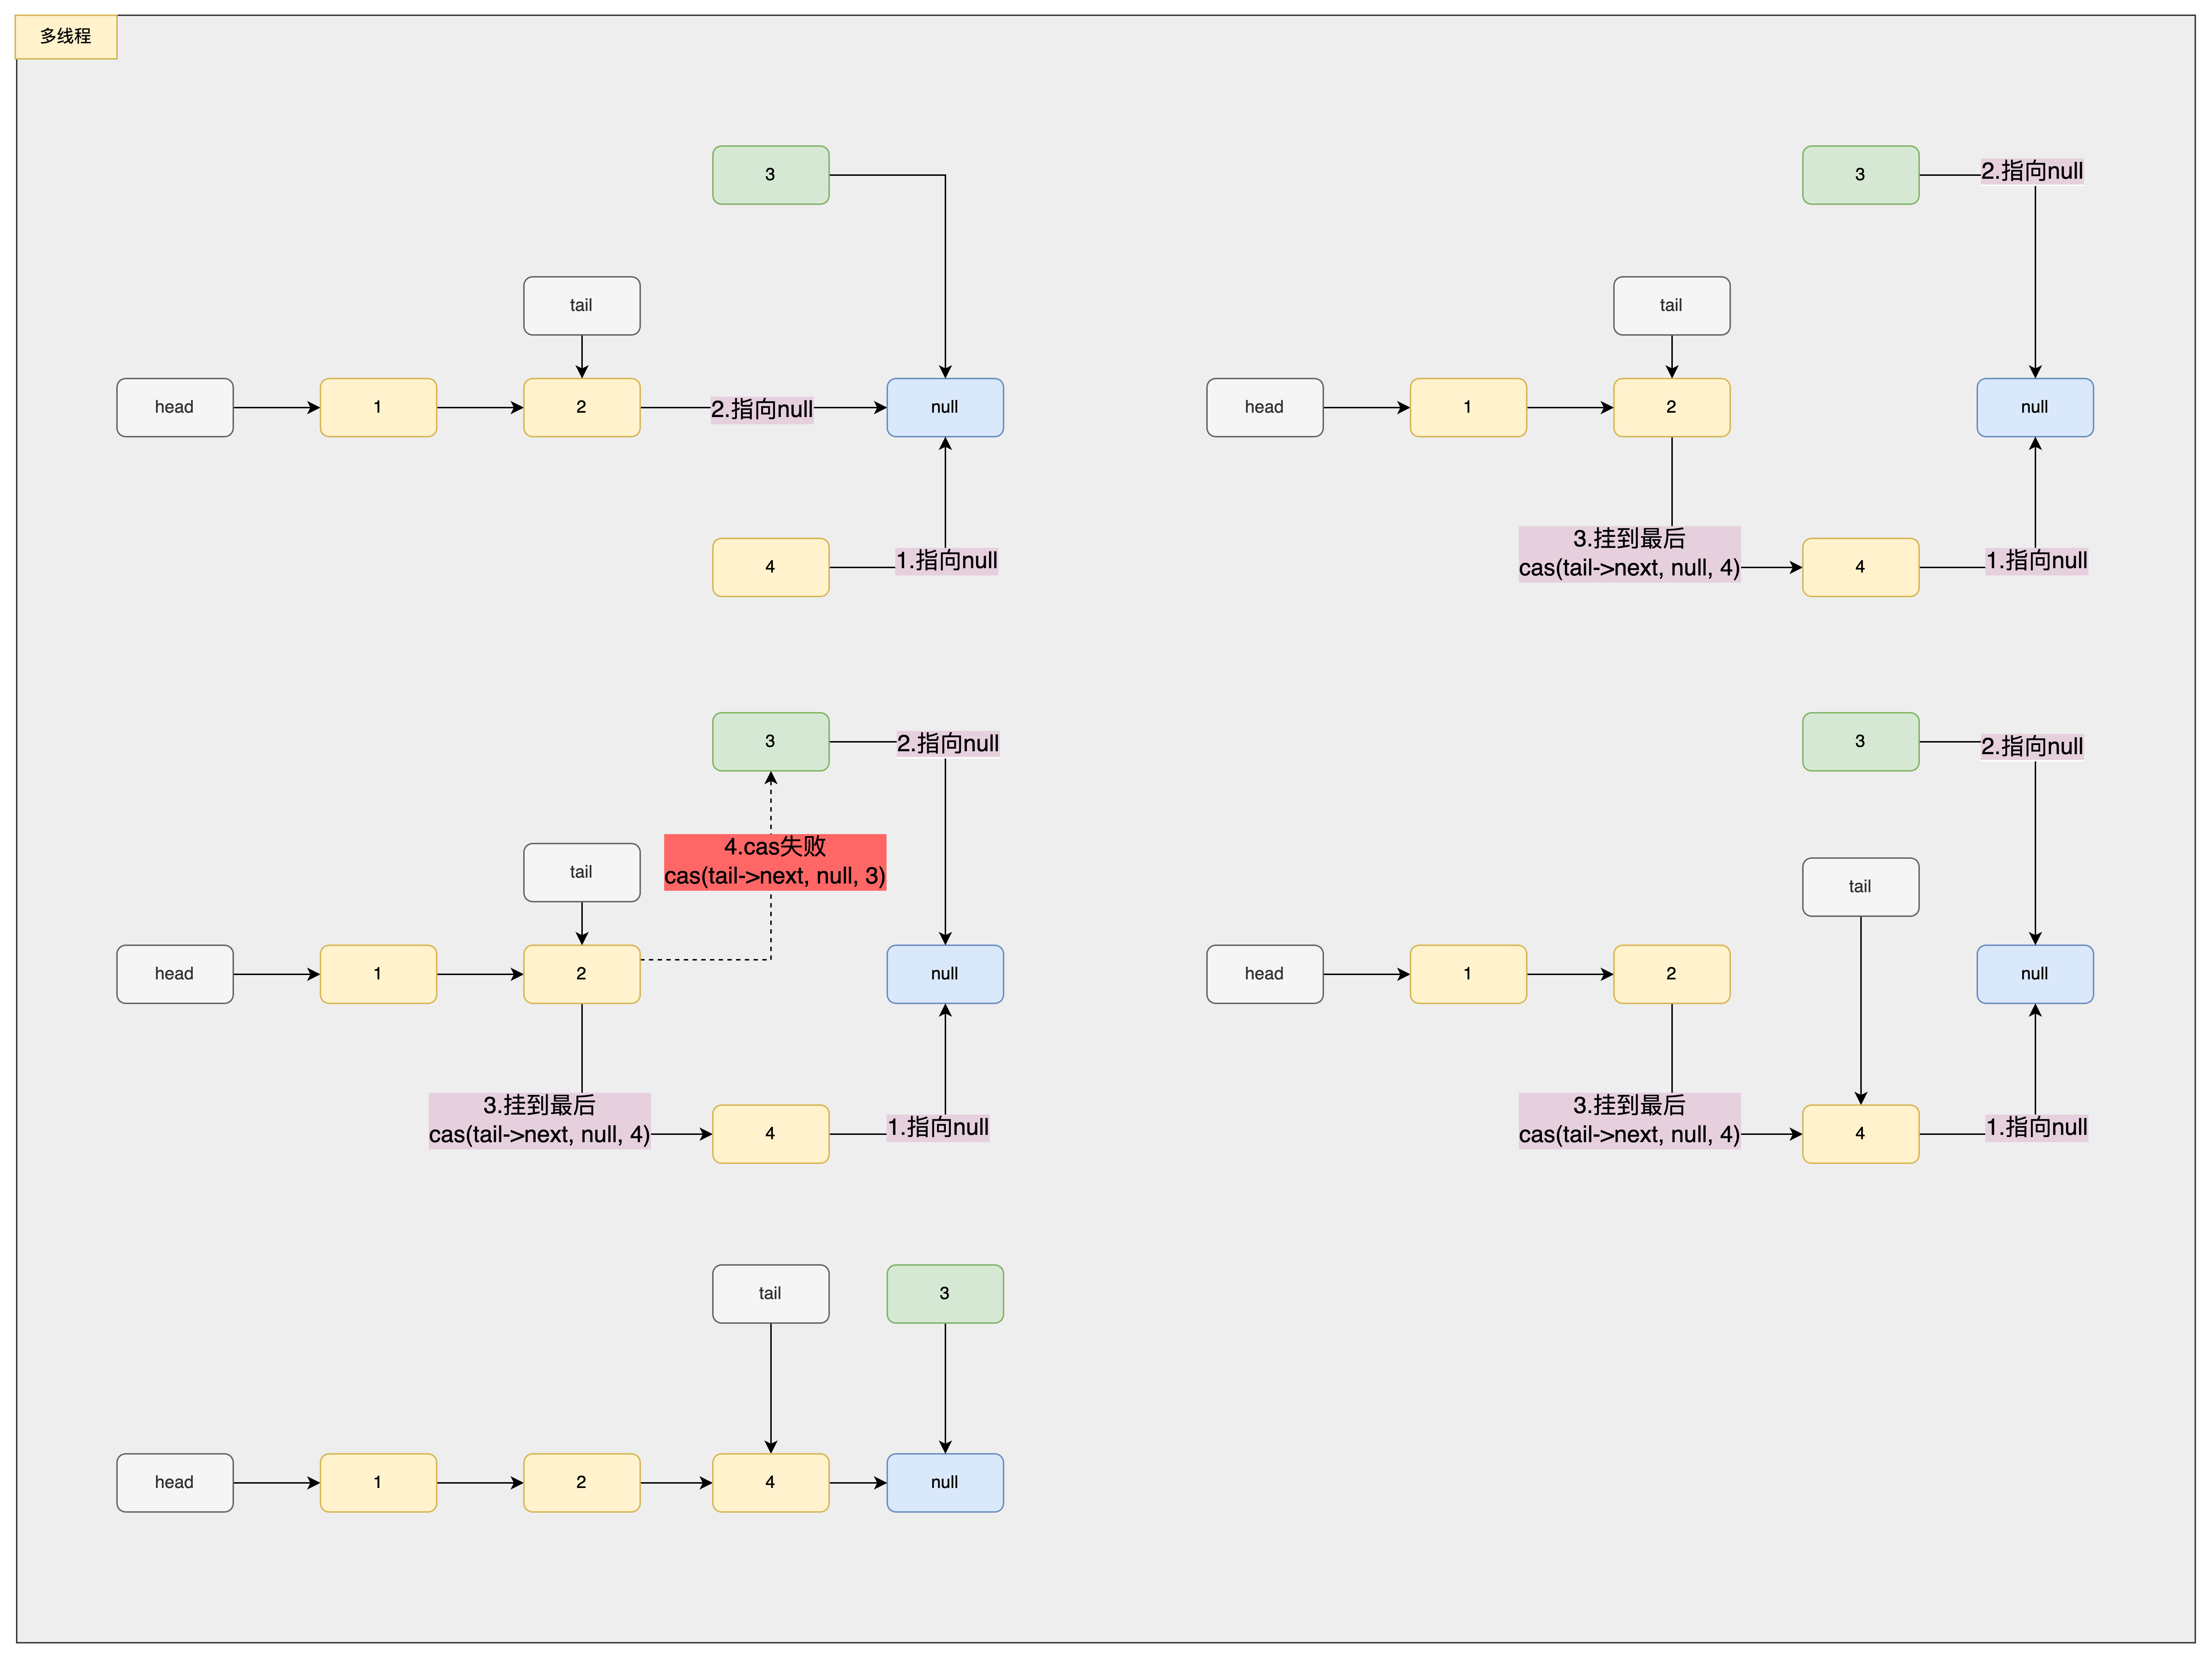 多线程
3
tail
head
1
2
2.指向null
null
4
1.指向null
3
2.指向null
tail
head
1
2
null
3.挂到最后
cas(tail->next, null, 4)
4
1.指向null
3
2.指向null
4.cas失败
cas(tail->next, null, 3)
tail
head
1
2
null
3.挂到最后
cas(tail->next, null, 4)
4
1.指向null
3
2.指向null
tail
head
1
2
null
3.挂到最后
cas(tail->next, null, 4)
4
1.指向null
tail
3
head
1
2
4
null